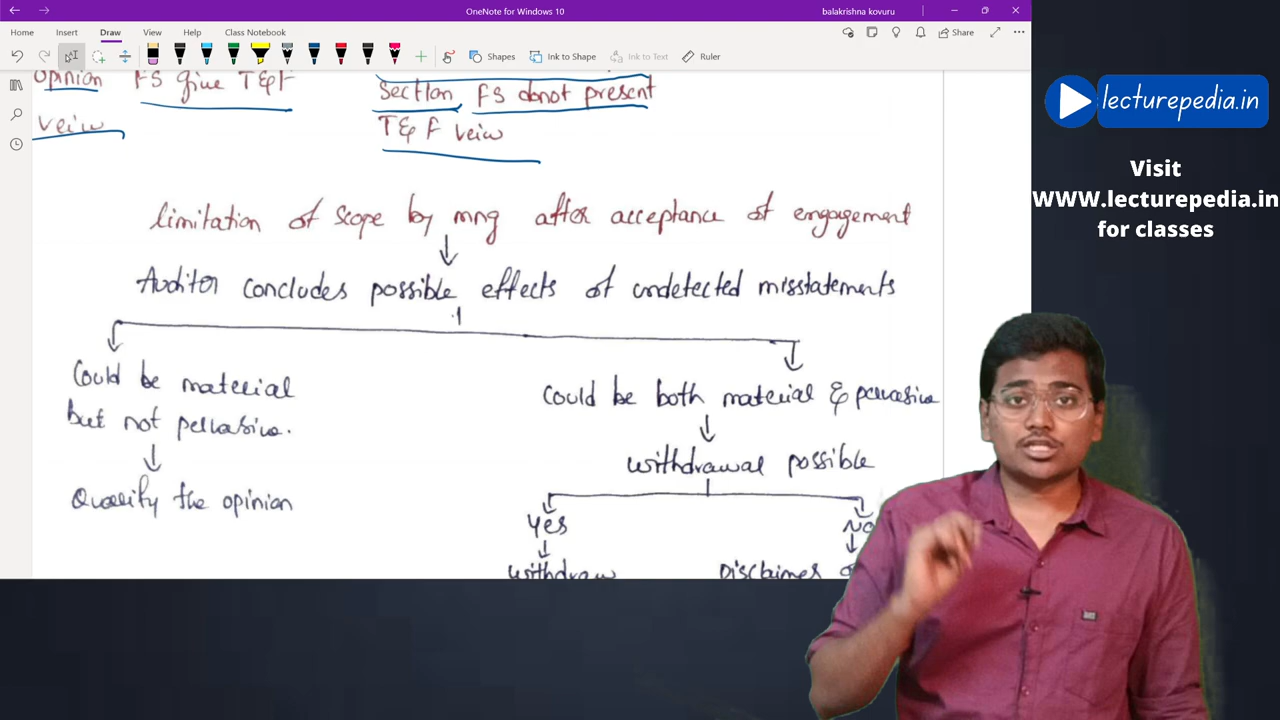 OneNote for Windows 10
balakrishna kovuru
Home Insert Draw View Help Class Notebook
Share
Shapes Ink to Shape Ink to Text Ruler
opinion FS give T&F
veiw
Section FS donot present
T&F veiw
limitation of scope by mng after acceptance of engagement
Auditor concludes possible effects of undetected misstatements
Could be material
but not pervasive.
Qualify the opinion
Could be both material & pervasive
withdrawal possible
Yes No
withdraw Disclaimer
lecturepedia.in
Visit
WWW.lecturepedia.in
for classes